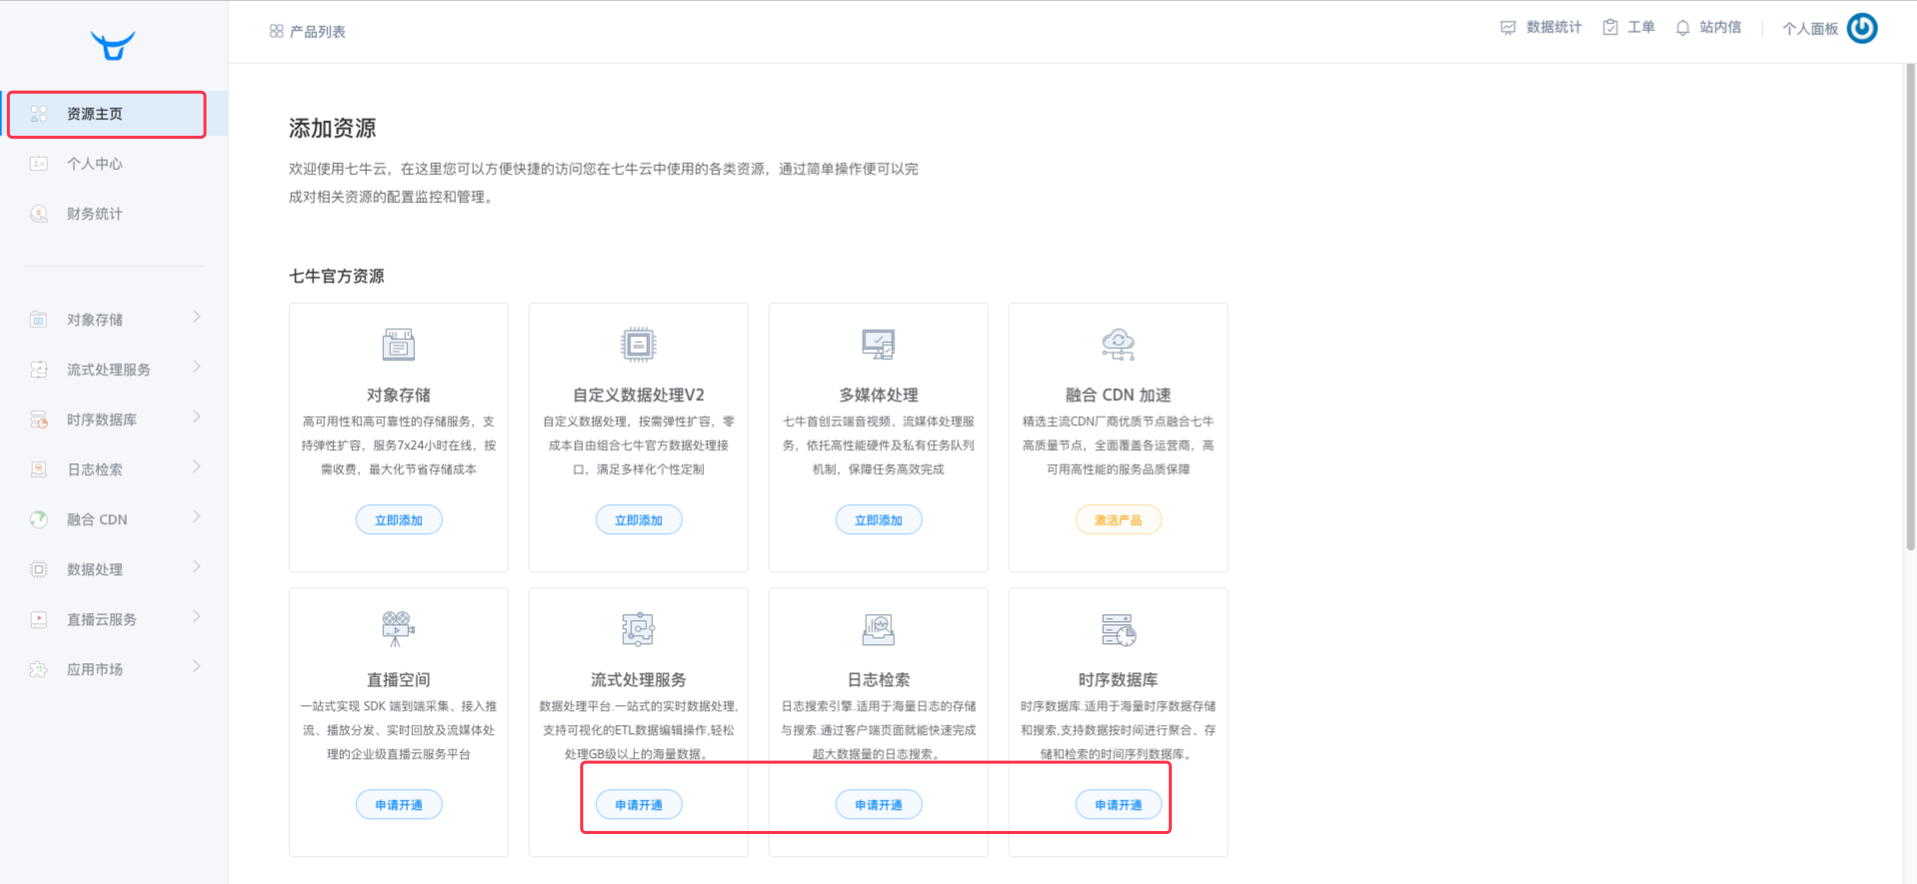 产品列表
数据统计
工单
站内信
个人面板
资源主页
个人中心
财务统计
对象存储
流式处理服务
时序数据库
日志检索
融合 CDN
数据处理
直播云服务
应用市场
添加资源
欢迎使用七牛云，在这里您可以方便快捷的访问您在七牛云中使用的各类资源，通过简单操作便可以完
成对相关资源的配置监控和管理。
七牛官方资源
对象存储
高可用性和高可靠性的存储服务，支
持弹性扩容，服务7x24小时在线，按
需收费，最大化节省存储成本
立即添加
自定义数据处理V2
自定义数据处理，按需弹性扩容，零
成本自由组合七牛官方数据处理接
口，满足多样化个性定制
立即添加
多媒体处理
七牛首创云端音视频、流媒体处理服
务，依托高性能硬件及私有任务队列
机制，保障任务高效完成
立即添加
融合 CDN 加速
精选主流CDN厂商优质节点融合七牛
高质量节点，全面覆盖各运营商，高
可用高性能的服务品质保障
激活产品
直播空间
一站式实现 SDK 端到端采集、接入推
流、播放分发、实时回放及流媒体处
理的企业级直播云服务平台
申请开通
流式处理服务
数据处理平台.一站式的实时数据处理,
支持可视化的ETL数据编辑操作,轻松
处理GB级以上的海量数据。
申请开通
日志检索
日志搜索引擎.适用于海量日志的存储
与搜索.通过客户端页面就能快速完成
超大数据量的日志搜索。
申请开通
时序数据库
时序数据库.适用于海量时序数据存储
和搜索,支持数据按时间进行聚合、存
储和检索的时间序列数据库。
申请开通